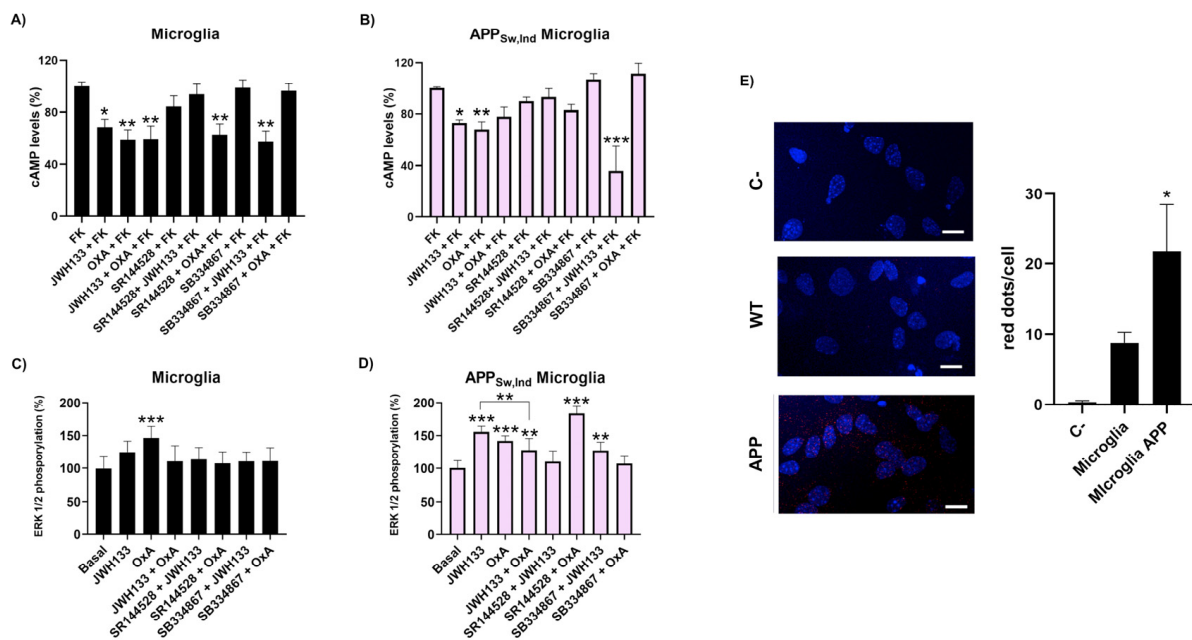 A)
Microglia
cAMP levels (%)
120
80
40
0
FK
JWH133 + FK
OXA + FK
JWH133 + OXA + FK
SR144528 + FK
SR144528+ JWH133 + FK
SR144528 + OXA+ FK
SB334867 + FK
SB334867 + JWH133 + FK
SB334867 + OXA + FK
*
**
**
**
**
B)
APPSw,Ind Microglia
cAMP levels (%)
120
80
40
0
FK
JWH133 + FK
OXA + FK
JWH133 + OXA + FK
SR144528 + FK
SR144528+ JWH133 + FK
SR144528 + OXA + FK
SB334867 + FK
SB334867 + JWH133 + FK
SB334867 + OXA + FK
*
**
***
C)
Microglia
ERK 1/2 phosporylation (%)
200
150
100
50
0
Basal
JWH133
OxA
JWH133 + OxA
SR144528 + JWH133
SR144528 + OxA
SB334867 + JWH133
SB334867 + OxA
***
D)
APPSw,Ind Microglia
ERK 1/2 phosporylation (%)
200
150
100
50
0
Basal
JWH133
OxA
JWH133 + OxA
SR144528 + JWH133
SR144528 + OxA
SB334867 + JWH133
SB334867 + OxA
**
***
***
**
***
**
E)
C-
WT
APP
red dots/cell
30
20
10
0
C-
Microglia
MIcroglia APP
*